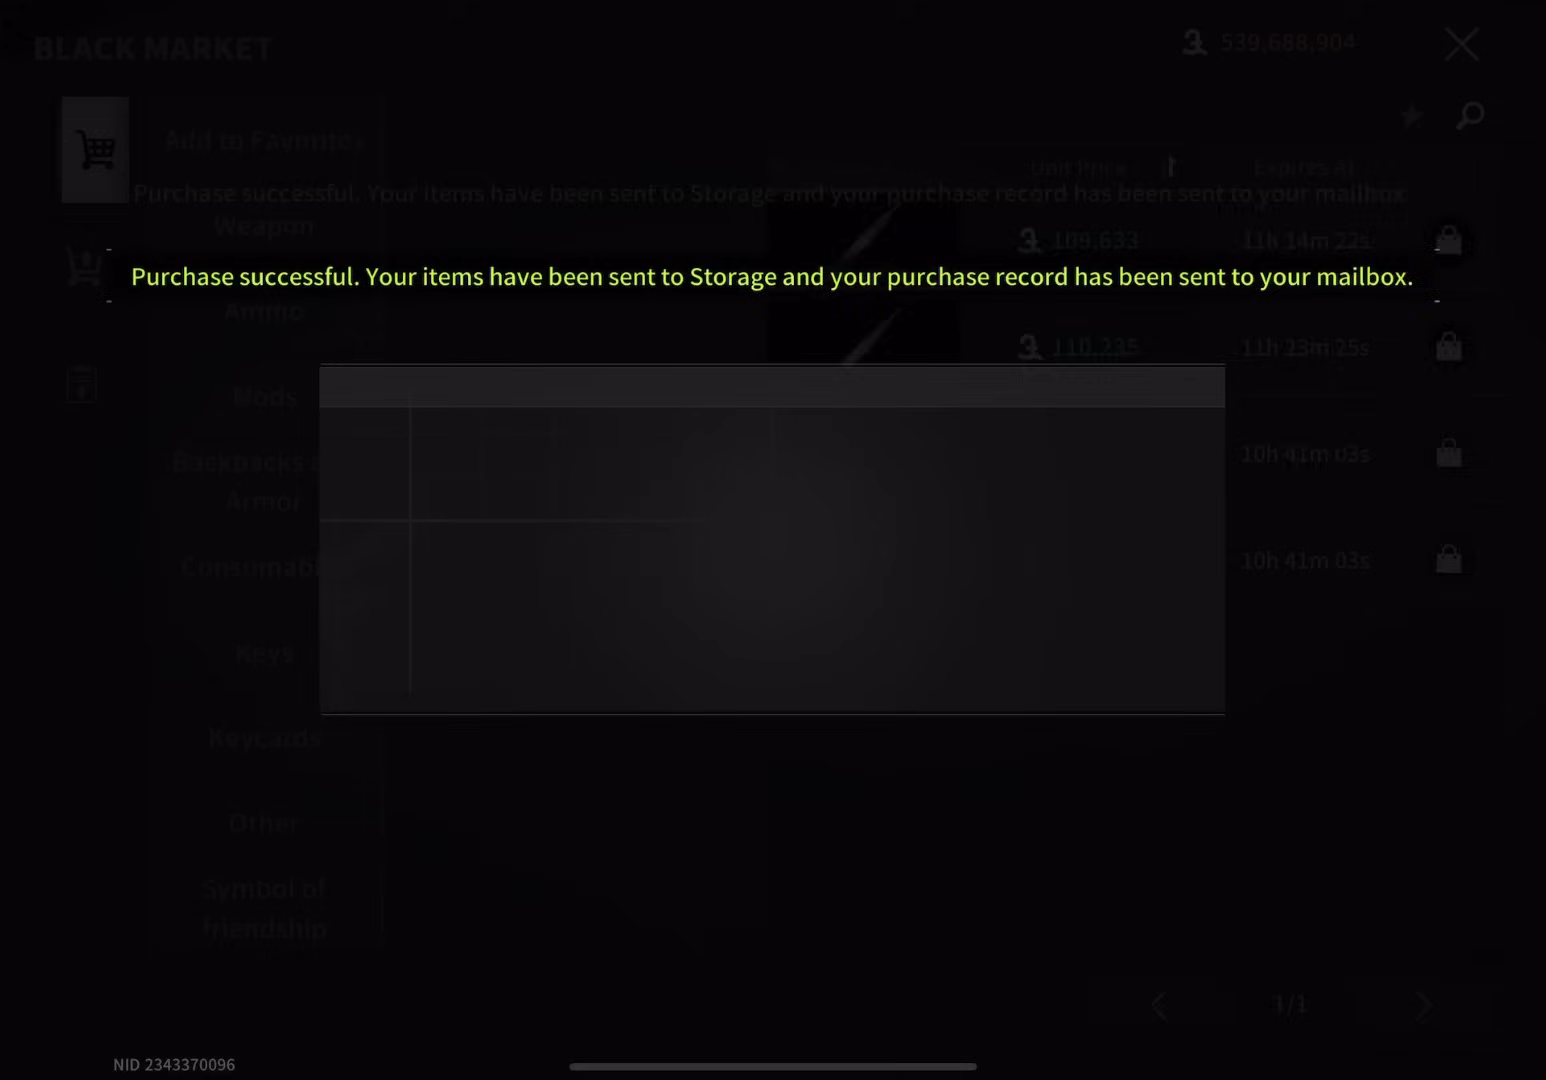 BLACK MARKET
539,688,904
Add to Favorites
Unit Price
Expires At
Purchase successful. Your items have been sent to Storage and your purchase record has been sent to your mailbox.
Weapon
109,633
11h 14m 22s
Purchase successful. Your items have been sent to Storage and your purchase record has been sent to your mailbox.
Ammo
110,235
11h 23m 25s
Mods
Backpacks
Armor
10h 41m 03s
Consumabl
10h 41m 03s
Keys
Keycards
Other
Symbol of
friendship
1/1
NID 2343370096